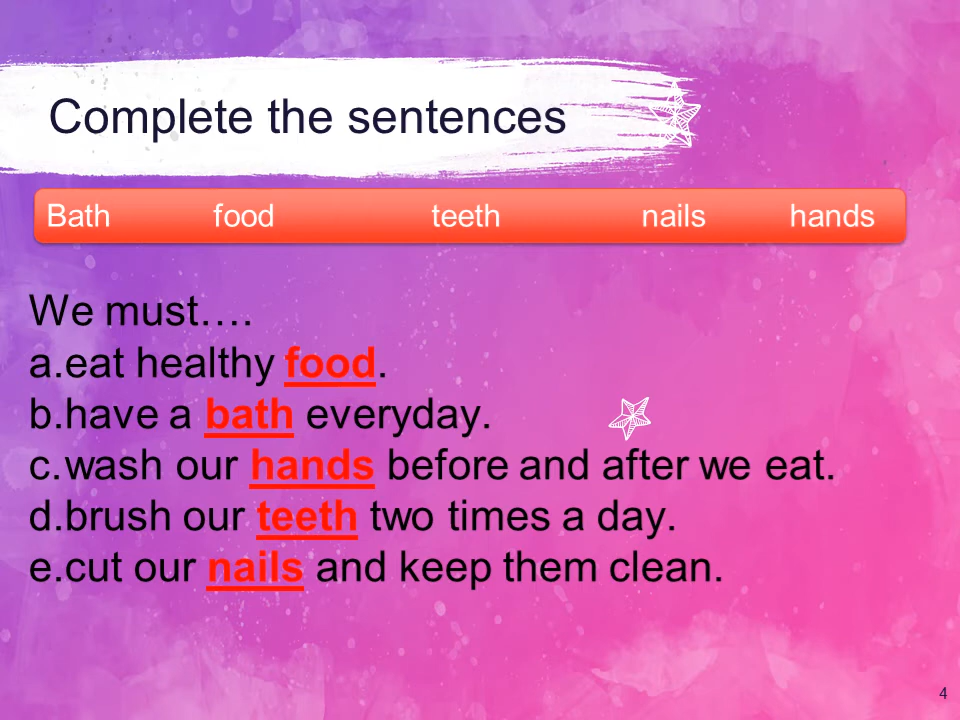 Complete the sentences
Bath food teeth nails hands
We must….
a.eat healthy food.
b.have a bath everyday.
c.wash our hands before and after we eat.
d.brush our teeth two times a day.
e.cut our nails and keep them clean.
4